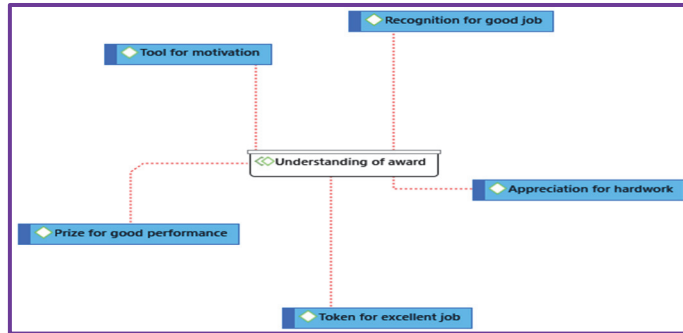 Recognition for good job
Tool for motivation
Understanding of award
Appreciation for hardwork
Prize for good performance
Token for excellent job